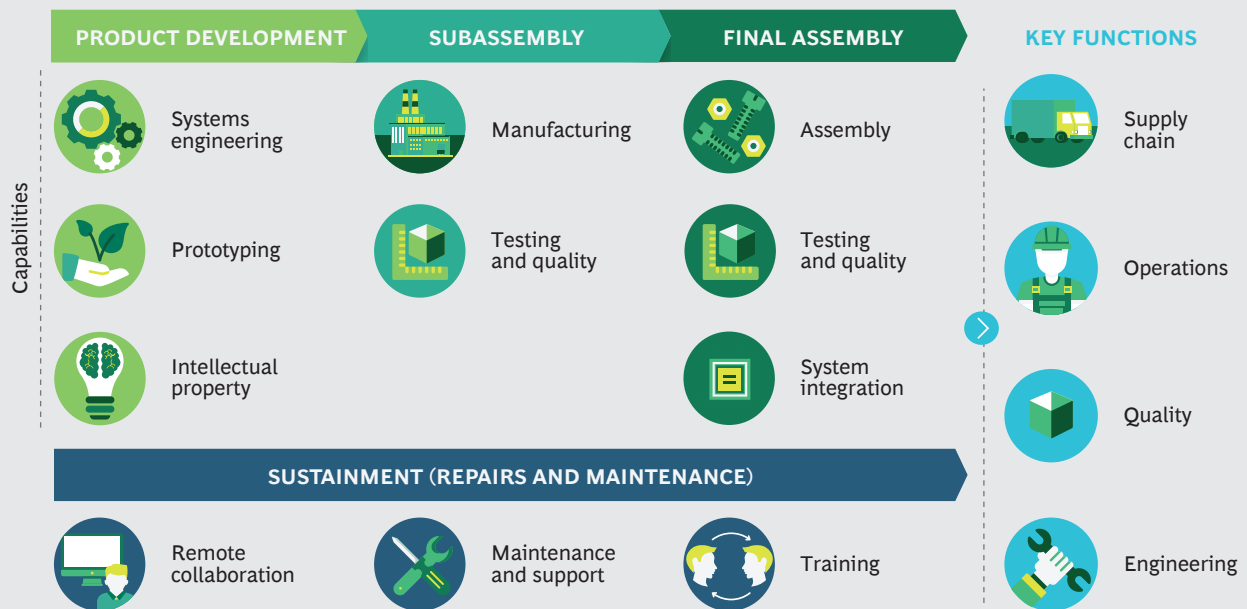 PRODUCT DEVELOPMENT
SUBASSEMBLY
FINAL ASSEMBLY
KEY FUNCTIONS
Capabilities
Systems
engineering
Manufacturing
Assembly
Supply
chain
Prototyping
Testing
and quality
Testing
and quality
Operations
Intellectual
property
System
integration
Quality
SUSTAINMENT (REPAIRS AND MAINTENANCE)
Remote
collaboration
Maintenance
and support
Training
Engineering